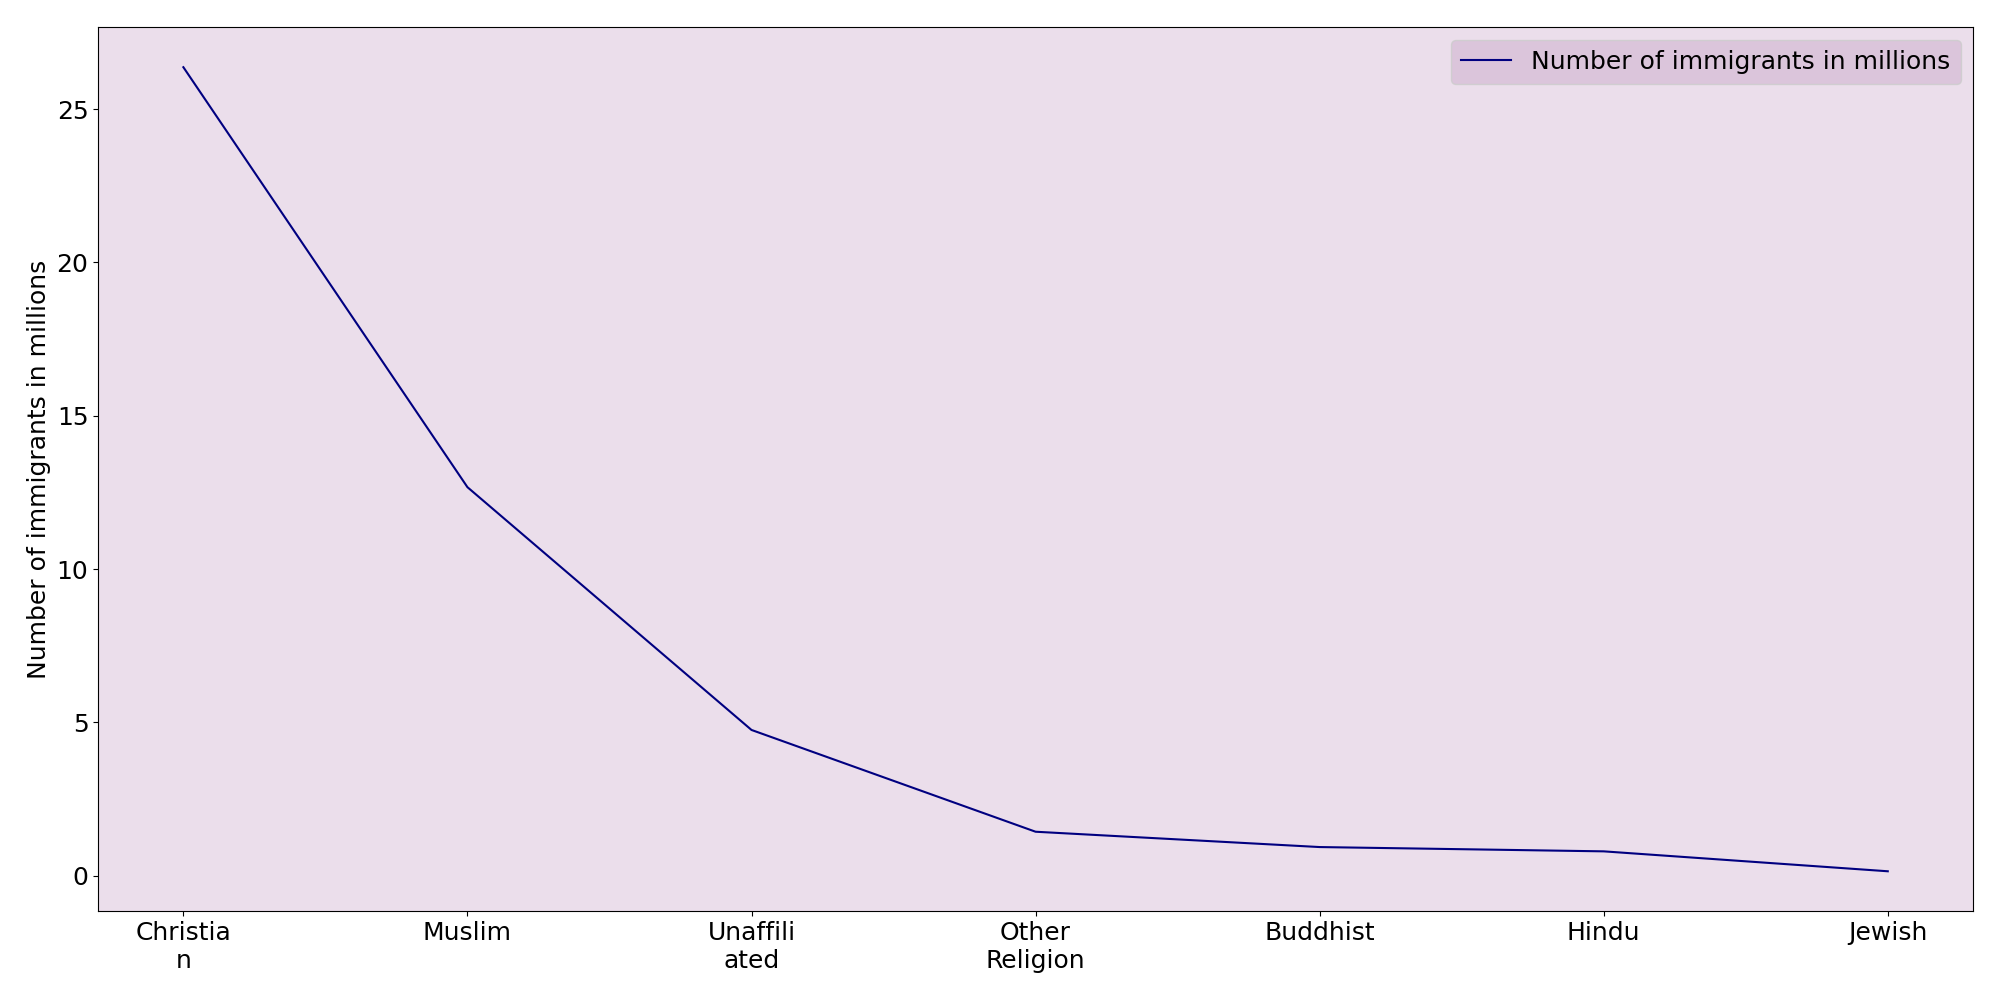 Number of immigrants in millions
Number of immigrants in millions
25
20
15
10
5
0
Christia
n
Muslim
Unaffili
ated
Other
Religion
Buddhist
Hindu
Jewish